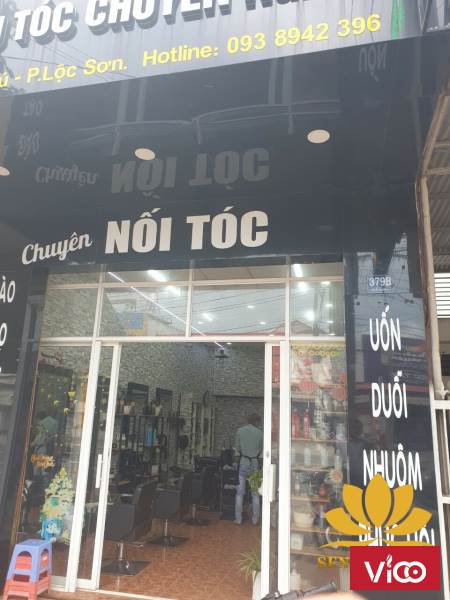 TÓC CHUYÊN
P.Lộc Sơn. Hotline: 093 8942 396
Chuyên NỐI TÓC
379B
UỐN
DUỖI
NHUỘM
VICO